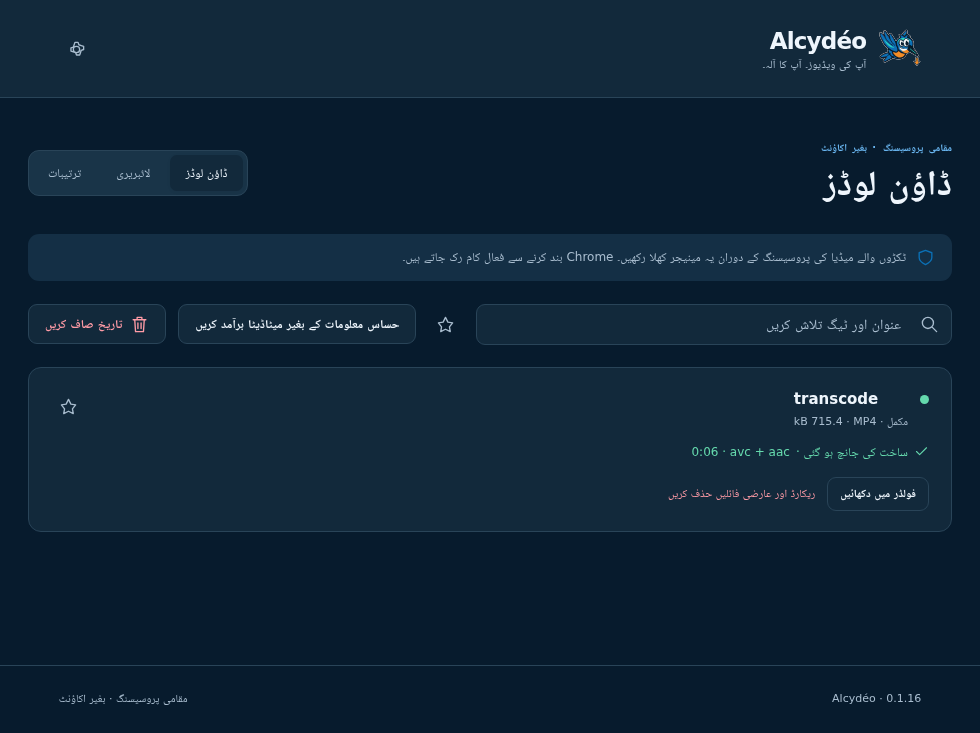 Alcydéo
آپ کی ویڈیوز۔ آپ کا آلہ۔
مقامی پروسیسنگ · بغیر اکاؤنٹ
ڈاؤن لوڈز
ڈاؤن لوڈز
لائبریری
ترتیبات
ٹکڑوں والے میڈیا کی پروسیسنگ کے دوران یہ مینیجر کھلا رکھیں۔ Chrome بند کرنے سے فعال کام رک جاتے ہیں۔
عنوان اور ٹیگ تلاش کریں
حساس معلومات کے بغیر میٹاڈیٹا برآمد کریں
تاریخ صاف کریں
transcode
مکمل · MP4 · 715.4 kB
ساخت کی جانچ ہو گئی · 0:06 · avc + aac
فولڈر میں دکھائیں
ریکارڈ اور عارضی فائلیں حذف کریں
Alcydéo · 0.1.16
مقامی پروسیسنگ · بغیر اکاؤنٹ